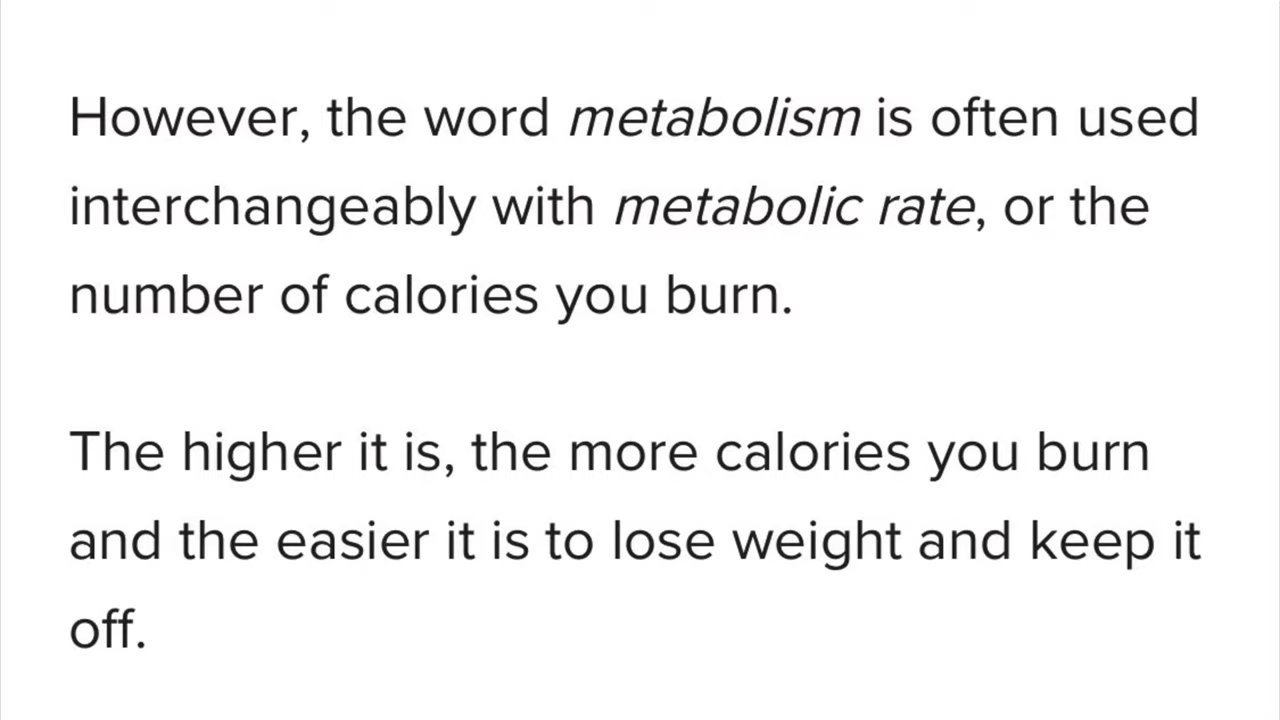 However, the word metabolism is often used
interchangeably with metabolic rate, or the
number of calories you burn.
The higher it is, the more calories you burn
and the easier it is to lose weight and keep it
off.